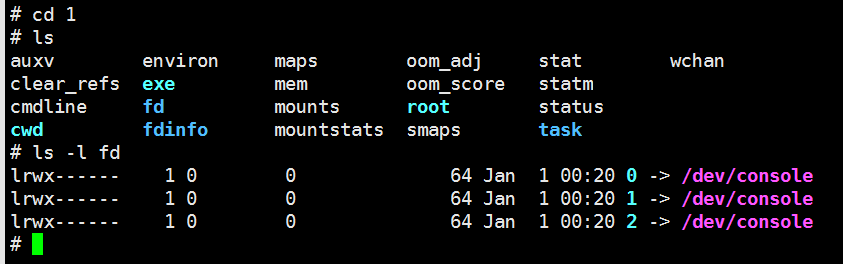 # cd 1
# ls
auxv        environ     maps        oom_adj     stat        wchan
clear_refs  exe         mem         oom_score   statm
cmdline     fd          mounts      root        status
cwd         fdinfo      mountstats  smaps       task
# ls -l fd
lrwx------    1 0        0              64 Jan  1 00:20 0 -> /dev/console
lrwx------    1 0        0              64 Jan  1 00:20 1 -> /dev/console
lrwx------    1 0        0              64 Jan  1 00:20 2 -> /dev/console
#